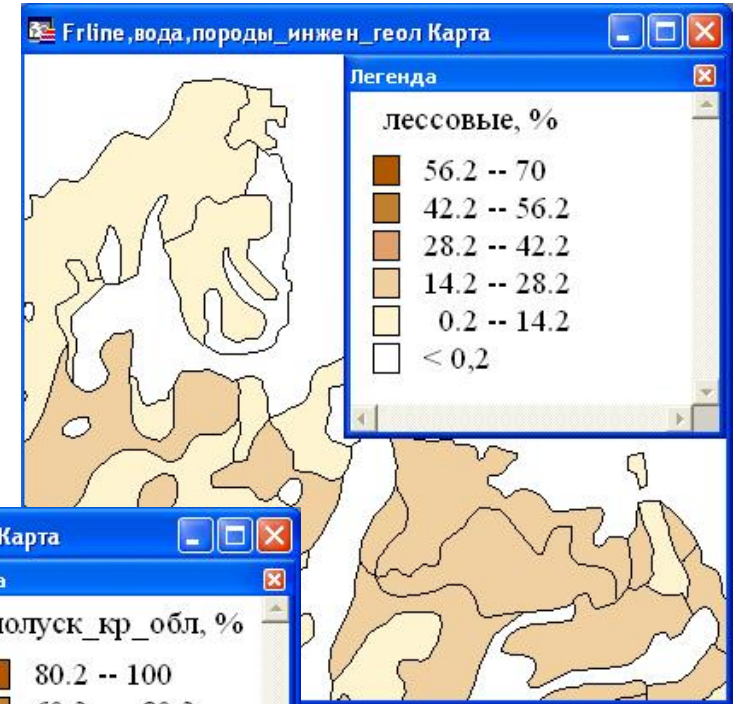 Frline,вода,породы_инжен_геол Карта
Легенда
лессовые, %
56.2 -- 70
42.2 -- 56.2
28.2 -- 42.2
14.2 -- 28.2
0.2 -- 14.2
< 0,2
Карта
полуск_кр_обл, %
80.2 -- 100